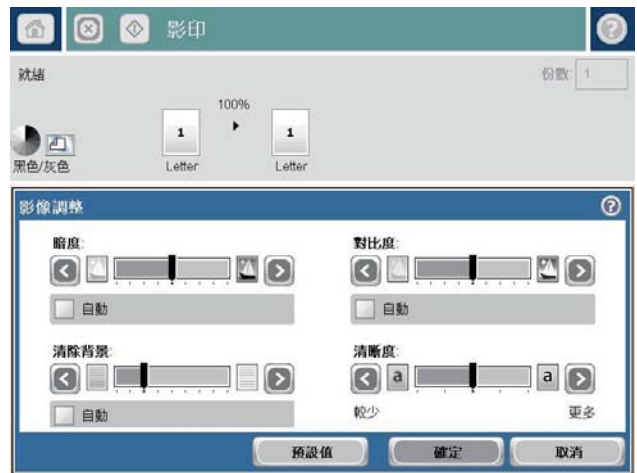 影印
就緒
份數: 1
100%
1
1
黑色/灰色
Letter
Letter
影像調整
暗度:
對比度:
自動
自動
清除背景:
清晰度:
a
a
自動
較少
更多
預設值
確定
取消